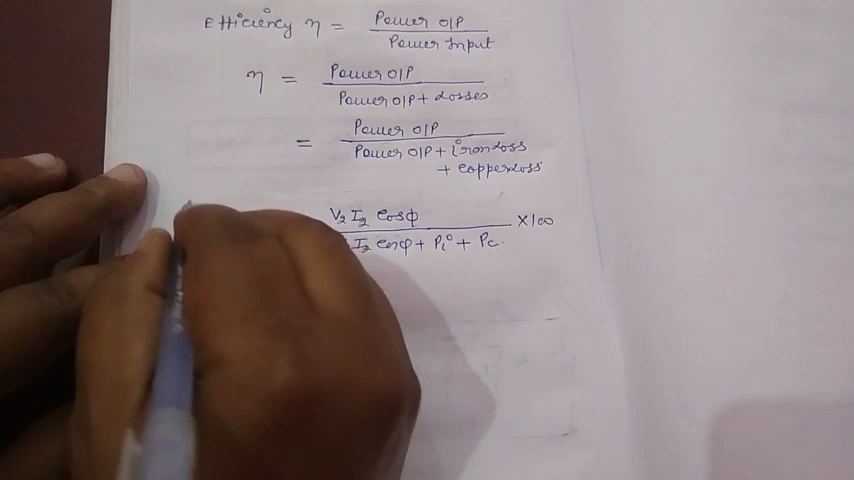 Efficiency η = Power O/P / Power Input
η = Power O/P / Power O/P + Losses
= Power O/P / Power O/P + iron Loss + copper Loss
V₂ I₂ cosφ / I₂ cosφ + Pi + Pc × 100